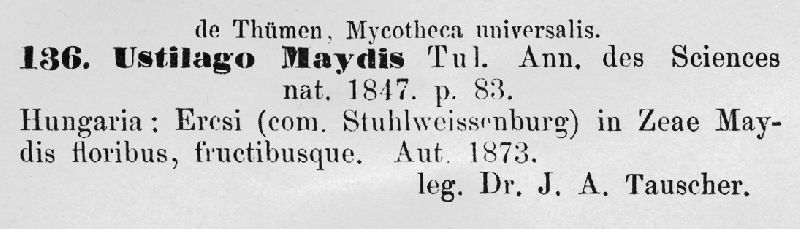 de Thümen, Mycotheca universalis.
136. Ustilago Maydis Tul. Ann. des Sciences
nat. 1847. p. 83.
Hungaria: Ercsi (com. Stuhlweissenburg) in Zeae May-
dis floribus, fructibusque. Aut. 1873.
leg. Dr. J. A. Tauscher.